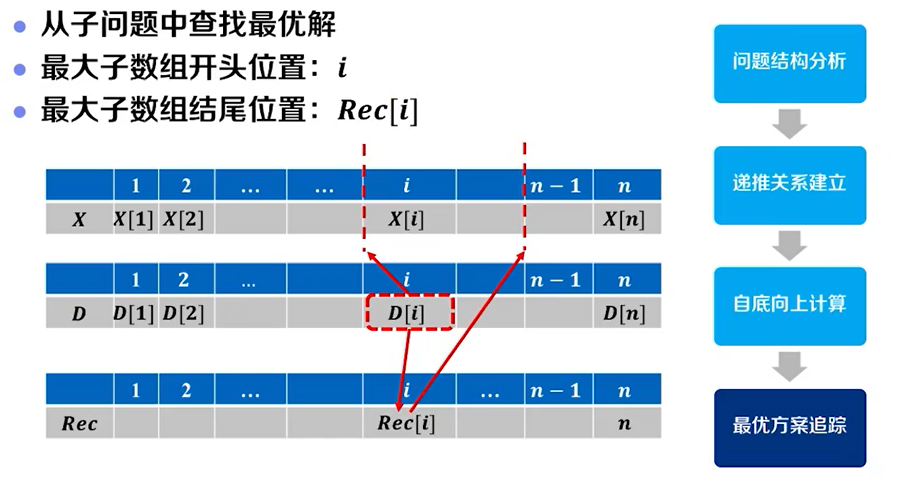 从子问题中查找最优解
最大子数组开头位置：i
最大子数组结尾位置：Rec[i]
1 2 … … i n − 1 n
X X[1] X[2] X[i] X[n]
1 2 … i n − 1 n
D D[1] D[2] D[i] D[n]
1 2 … i … n − 1 n
Rec Rec[i] n
问题结构分析
递推关系建立
自底向上计算
最优方案追踪